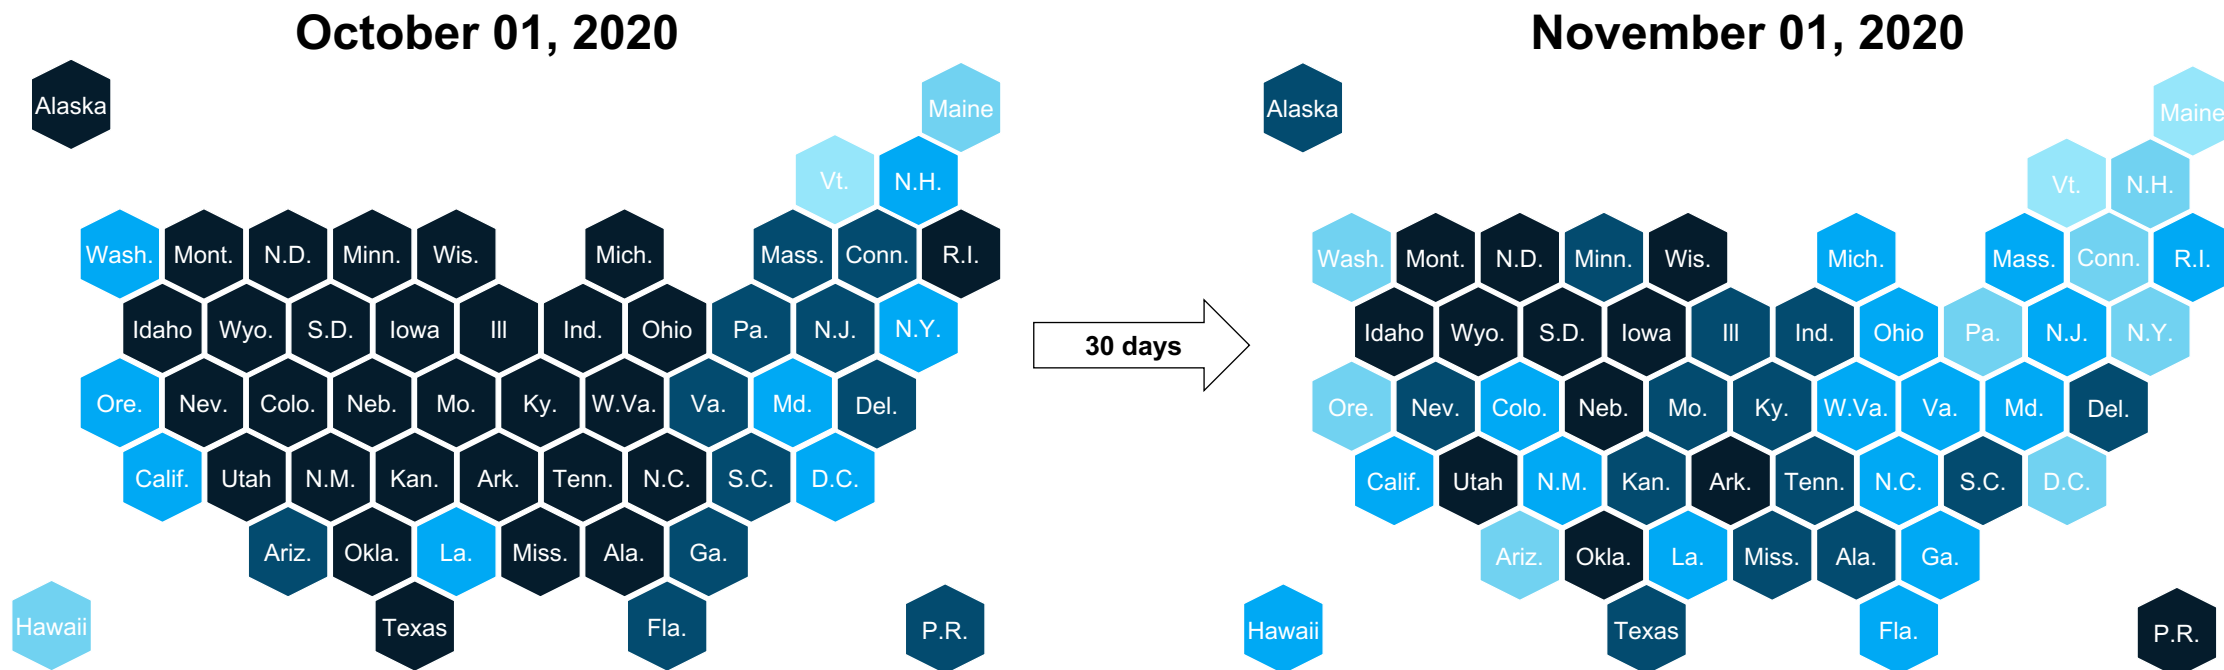 October 01, 2020
Alaska
Maine
Vt. N.H.
Wash. Mont. N.D. Minn. Wis. Mich. Mass. Conn. R.I.
Idaho Wyo. S.D. Iowa Ill Ind. Ohio Pa. N.J. N.Y.
Ore. Nev. Colo. Neb. Mo. Ky. W.Va. Va. Md. Del.
Calif. Utah N.M. Kan. Ark. Tenn. N.C. S.C. D.C.
Ariz. Okla. La. Miss. Ala. Ga.
Hawaii Texas Fla. P.R.
30 days
November 01, 2020
Alaska
Maine
Vt. N.H.
Wash. Mont. N.D. Minn. Wis. Mich. Mass. Conn. R.I.
Idaho Wyo. S.D. Iowa Ill Ind. Ohio Pa. N.J. N.Y.
Ore. Nev. Colo. Neb. Mo. Ky. W.Va. Va. Md. Del.
Calif. Utah N.M. Kan. Ark. Tenn. N.C. S.C. D.C.
Ariz. Okla. La. Miss. Ala. Ga.
Hawaii Texas Fla. P.R.